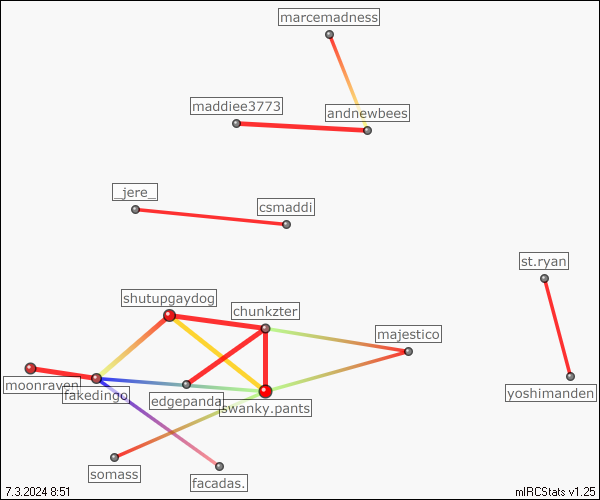 marcemadness
maddiee3773
andnewbees
_jere_
csmaddi
st.ryan
shutupgaydog
chunkzter
majestico
moonraven
fakedingo
edgepanda
swanky.pants
yoshimanden
somass
facadas.
7.3.2024 8:51
mIRCStats v1.25